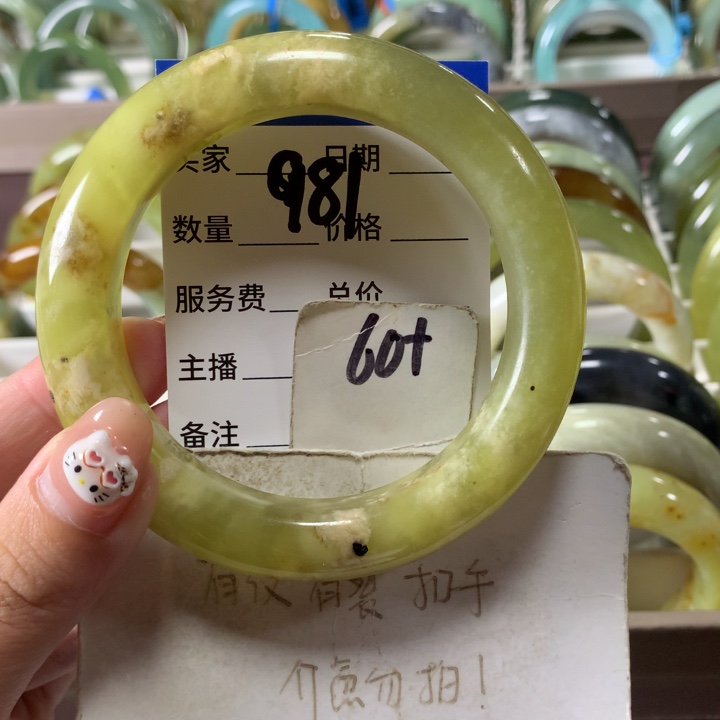 买家 日期
981
数量 价格
服务费 总价
60+
主播
备注
有纹 有裂 扣手
介意勿拍!